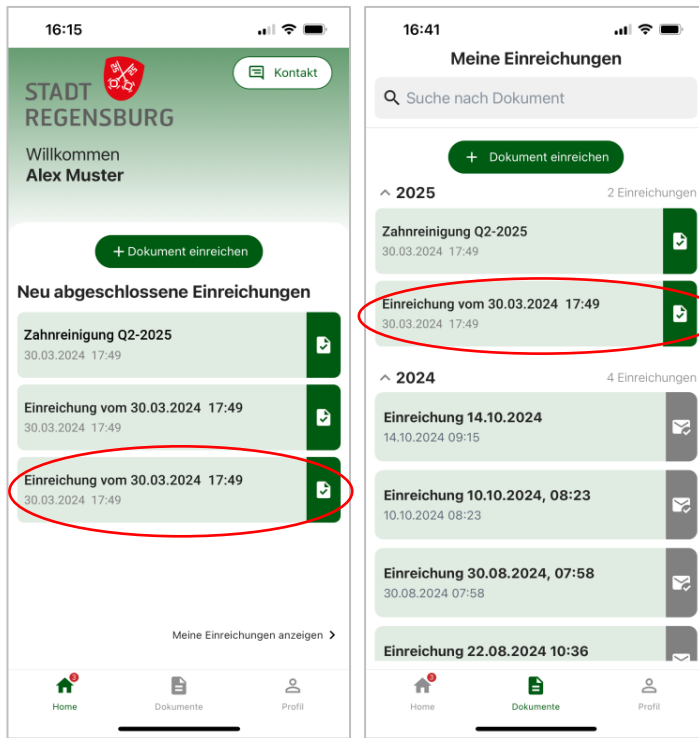 16:15
Kontakt
STADT
REGENSBURG
Willkommen
Alex Muster
+ Dokument einreichen
Neu abgeschlossene Einreichungen
Zahnreinigung Q2-2025
30.03.2024 17:49
Einreichung vom 30.03.2024 17:49
30.03.2024 17:49
Einreichung vom 30.03.2024 17:49
30.03.2024 17:49
Meine Einreichungen anzeigen
3
Home
Dokumente
Profil
16:41
Meine Einreichungen
Suche nach Dokument
+ Dokument einreichen
2025
2 Einreichungen
Zahnreinigung Q2-2025
30.03.2024 17:49
Einreichung vom 30.03.2024 17:49
30.03.2024 17:49
2024
4 Einreichungen
Einreichung 14.10.2024
14.10.2024 09:15
Einreichung 10.10.2024, 08:23
10.10.2024 08:23
Einreichung 30.08.2024, 07:58
30.08.2024 07:58
Einreichung 22.08.2024 10:36
3
Home
Dokumente
Profil